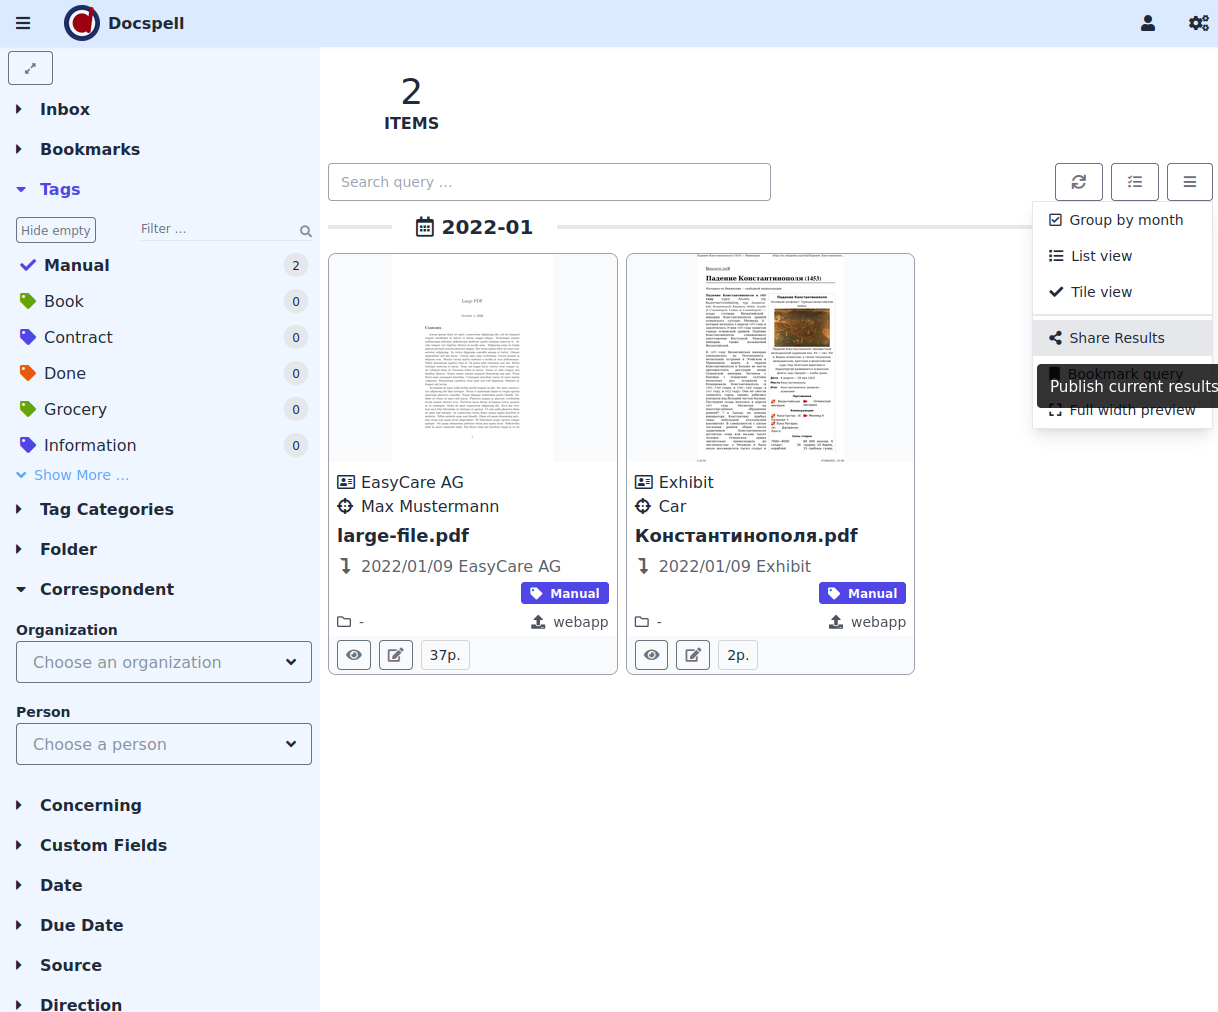 Docspell
Inbox
Bookmarks
Tags
Hide empty
Filter …
Manual 2
Book 0
Contract 0
Done 0
Grocery 0
Information 0
Show More …
Tag Categories
Folder
Correspondent
Organization
Choose an organization
Person
Choose a person
Concerning
Custom Fields
Date
Due Date
Source
Direction
2
ITEMS
Search query …
2022-01
Group by month
List view
Tile view
Share Results
Bookmark query
Publish current results
Full width preview
Large PDF
Contents
EasyCare AG
Max Mustermann
large-file.pdf
2022/01/09 EasyCare AG
Manual
-
webapp
37p.
Падение Константинополя (1453)
Exhibit
Car
Константинополя.pdf
2022/01/09 Exhibit
Manual
-
webapp
2p.